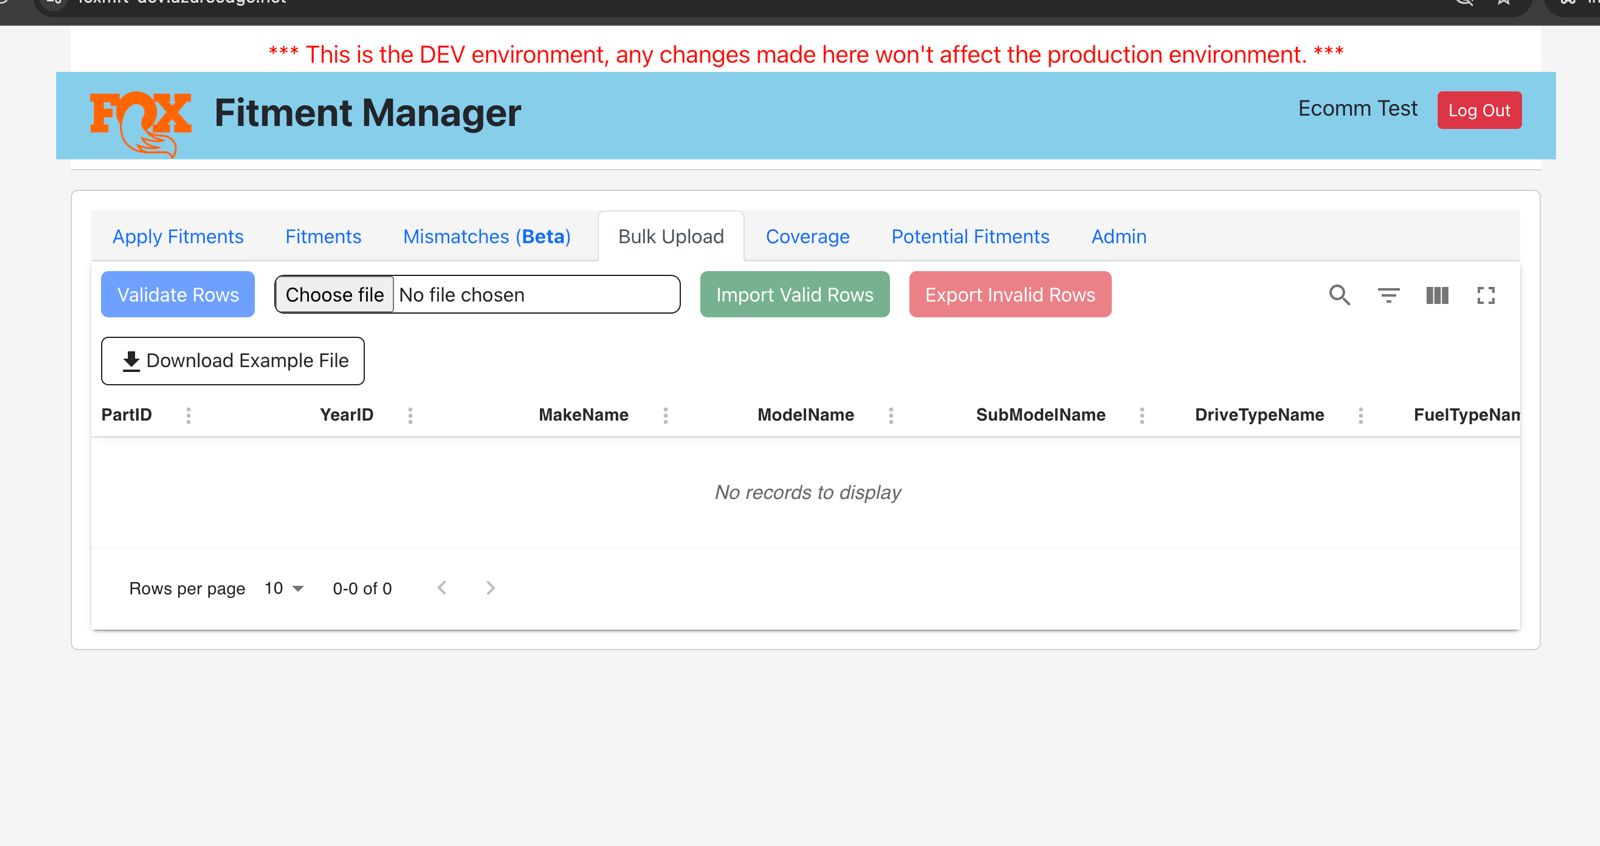 *** This is the DEV environment, any changes made here won't affect the production environment. ***
FOX Fitment Manager
Ecomm Test Log Out
Apply Fitments Fitments Mismatches (Beta) Bulk Upload Coverage Potential Fitments Admin
Validate Rows Choose file No file chosen Import Valid Rows Export Invalid Rows
Download Example File
PartID YearID MakeName ModelName SubModelName DriveTypeName FuelTypeNam
No records to display
Rows per page 10 0-0 of 0